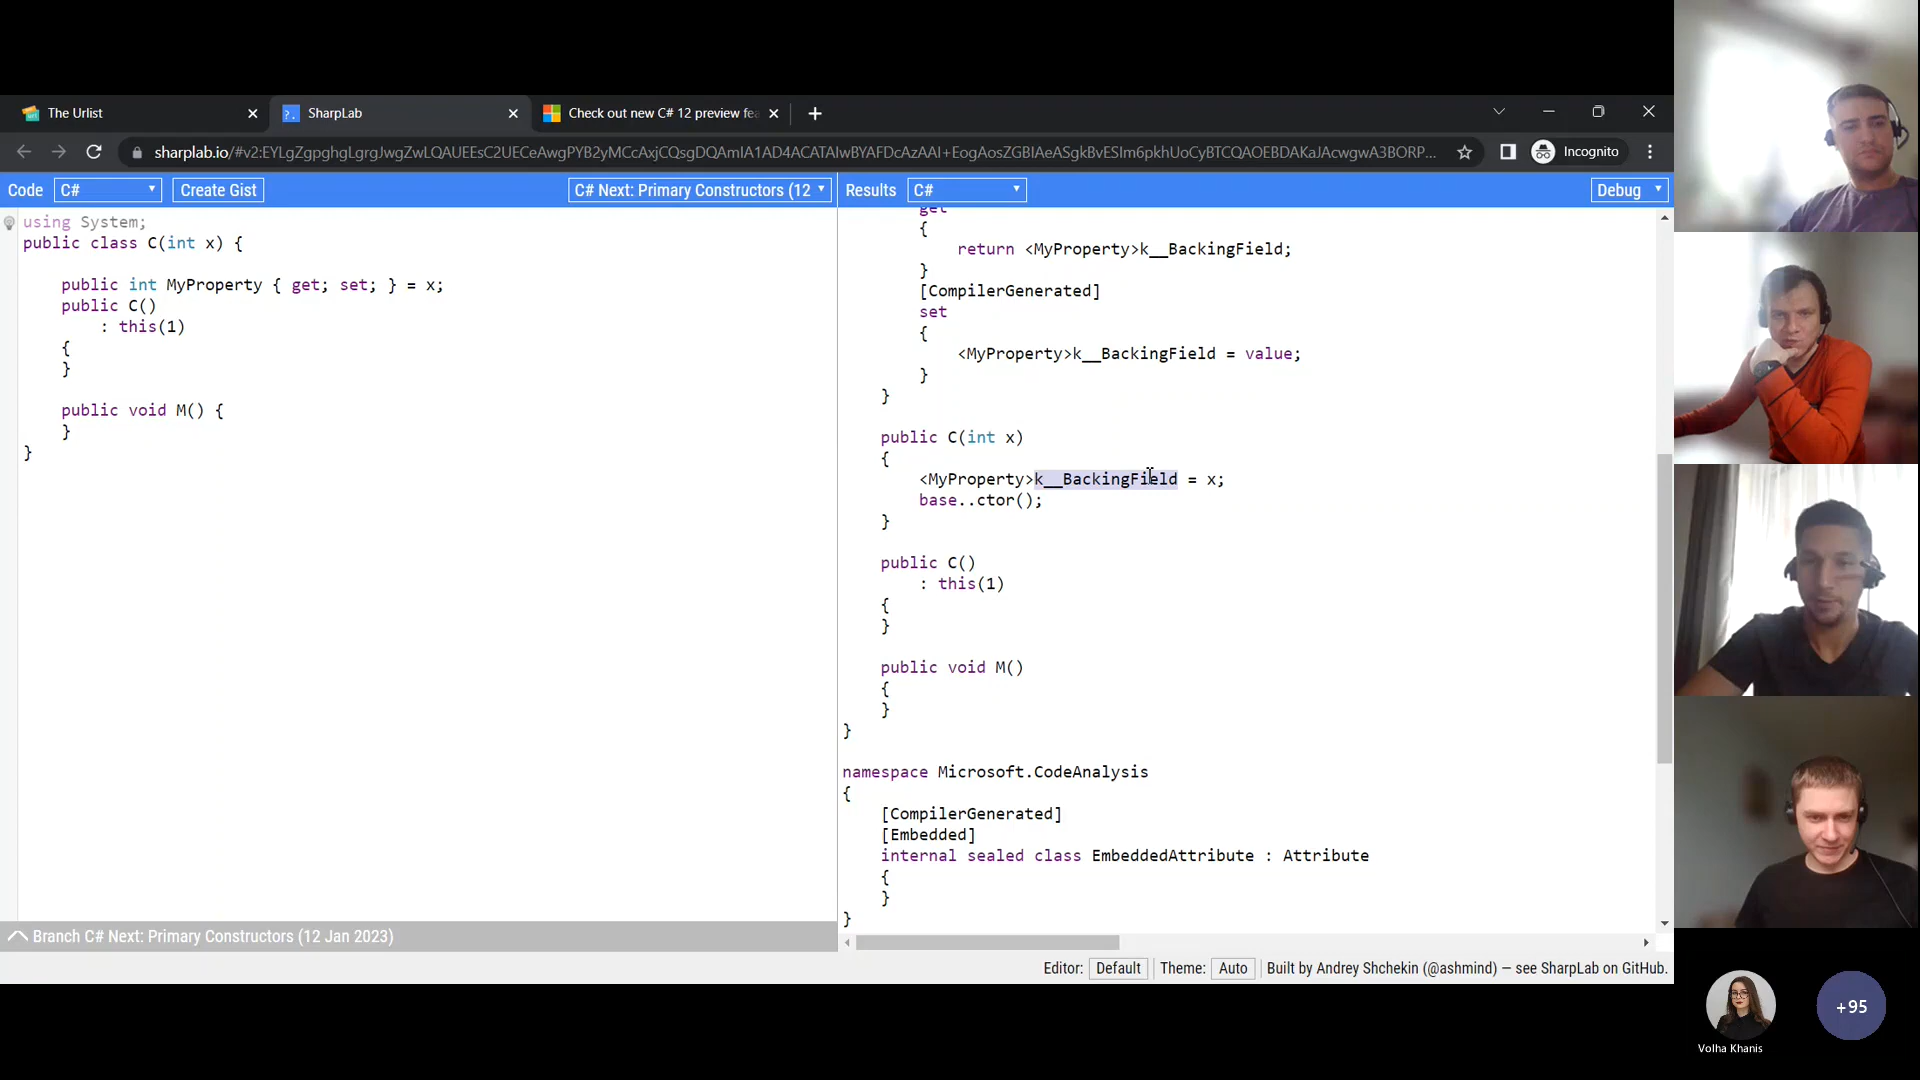 The Urlist
SharpLab
Check out new C# 12 preview fea
sharplab.io/#v2:EYLgZgpghgLgrgJwgZwLQAUEEsC2UECeAwgPYB2yMCcAxjCQsgDQAmIA1AD4ACATAIwBYAFDcAzAAI+EogAosZGBIAeASgkBvESIm6pkhUoCyBTCQAOEBDAKaJAcwgwA3BORP...
Incognito
Code C# Create Gist C# Next: Primary Constructors (12
Results C# Debug
using System;
public class C(int x) {
public int MyProperty { get; set; } = x;
public C()
: this(1)
{
}
public void M() {
}
}
Branch C# Next: Primary Constructors (12 Jan 2023)
get
{
return <MyProperty>k__BackingField;
}
[CompilerGenerated]
set
{
<MyProperty>k__BackingField = value;
}
}
public C(int x)
{
<MyProperty>k__BackingField = x;
base..ctor();
}
public C()
: this(1)
{
}
public void M()
{
}
}
namespace Microsoft.CodeAnalysis
{
[CompilerGenerated]
[Embedded]
internal sealed class EmbeddedAttribute : Attribute
{
}
}
Editor: Default Theme: Auto Built by Andrey Shchekin (@ashmind) — see SharpLab on GitHub.
+95
Volha Khanis